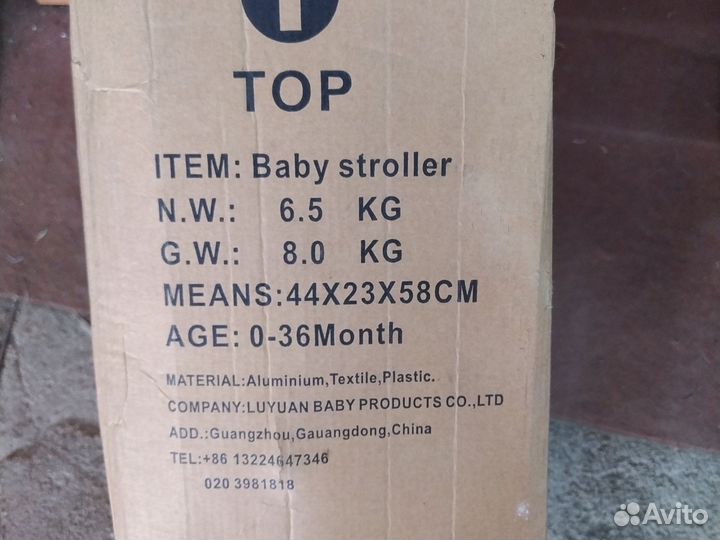 TOP
ITEM: Baby stroller
N.W.: 6.5 KG
G.W.: 8.0 KG
MEANS:44X23X58CM
AGE: 0-36Month
MATERIAL:Aluminium,Textile,Plastic.
COMPANY:LUYUAN BABY PRODUCTS CO.,LTD
ADD.:Guangzhou,Gauangdong,China
TEL:+86 13224647346
020 3981818
Avito